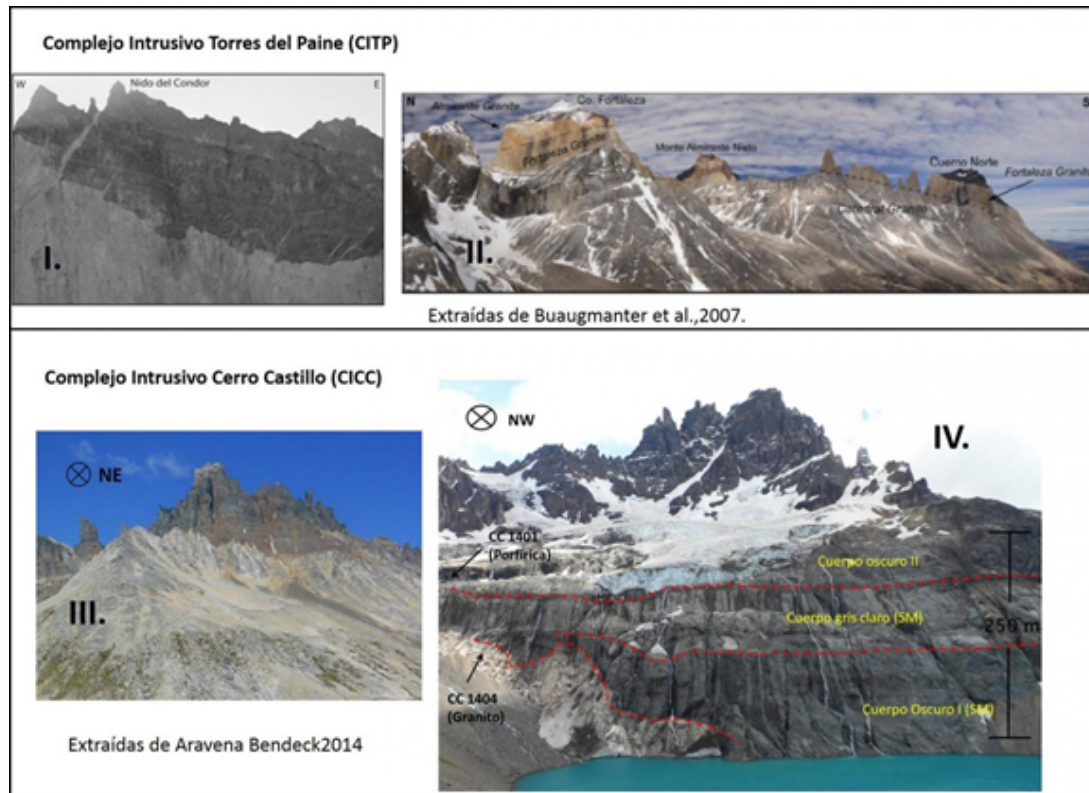 Complejo Intrusivo Torres del Paine (CITP)
W
Nido del Condor
E
I.
N
S
Almirante Granite
Co. Fortaleza
Fortaleza Granite
Monte Almirante Nieto
Cuerno Norte
Fortaleza Granite
Catedral Granite
II.
Extraídas de Buaugmanter et al.,2007.
Complejo Intrusivo Cerro Castillo (CICC)
NE
III.
Extraídas de Aravena Bendeck2014
NW
IV.
CC 1401
(Porfírica)
Cuerpo oscuro II
Cuerpo gris claro (SM)
250 m
CC 1404
(Granito)
Cuerpo Oscuro I (SM)